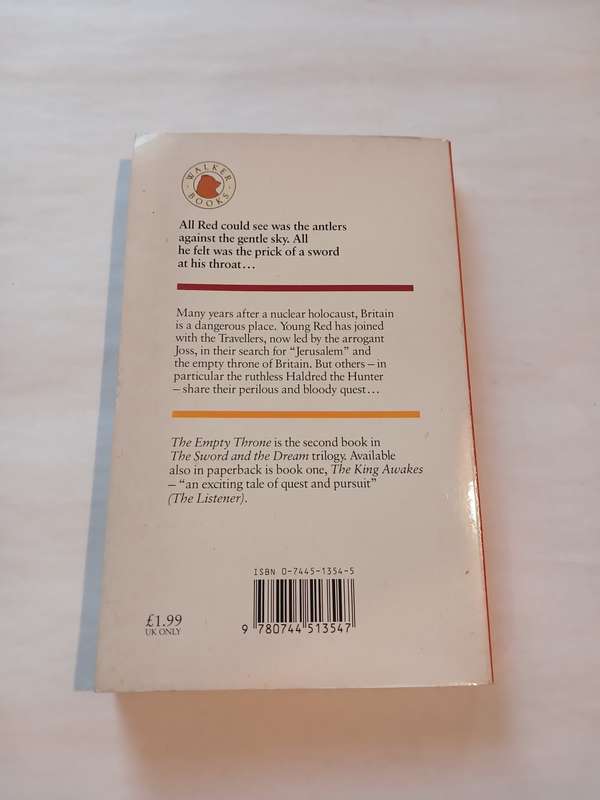 WALKER
BOOKS
All Red could see was the antlers
against the gentle sky. All
he felt was the prick of a sword
at his throat...
Many years after a nuclear holocaust, Britain
is a dangerous place. Young Red has joined
with the Travellers, now led by the arrogant
Joss, in their search for “Jerusalem” and
the empty throne of Britain. But others – in
particular the ruthless Haldred the Hunter
– share their perilous and bloody quest...
The Empty Throne is the second book in
The Sword and the Dream trilogy. Available
also in paperback is book one, The King Awakes
– “an exciting tale of quest and pursuit”
(The Listener).
ISBN 0-7445-1354-5
£1.99
UK ONLY
9 780744 513547